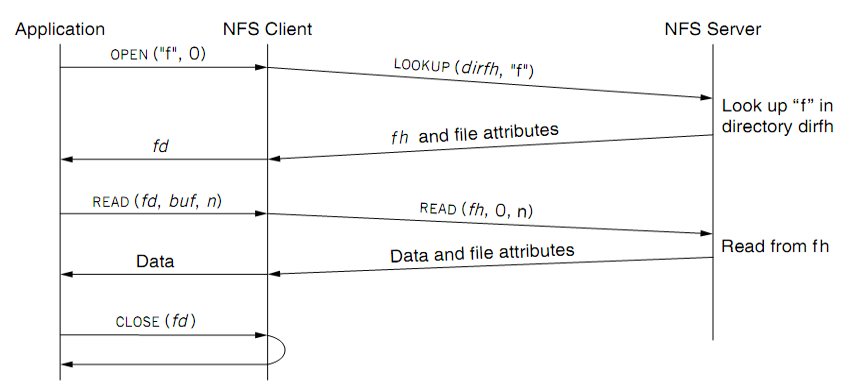 Application
NFS Client
NFS Server
OPEN ("f", 0)
LOOKUP (dirfh, "f")
Look up “f” in
directory dirfh
fh and file attributes
fd
READ (fd, buf, n)
READ (fh, 0, n)
Read from fh
Data and file attributes
Data
CLOSE (fd)